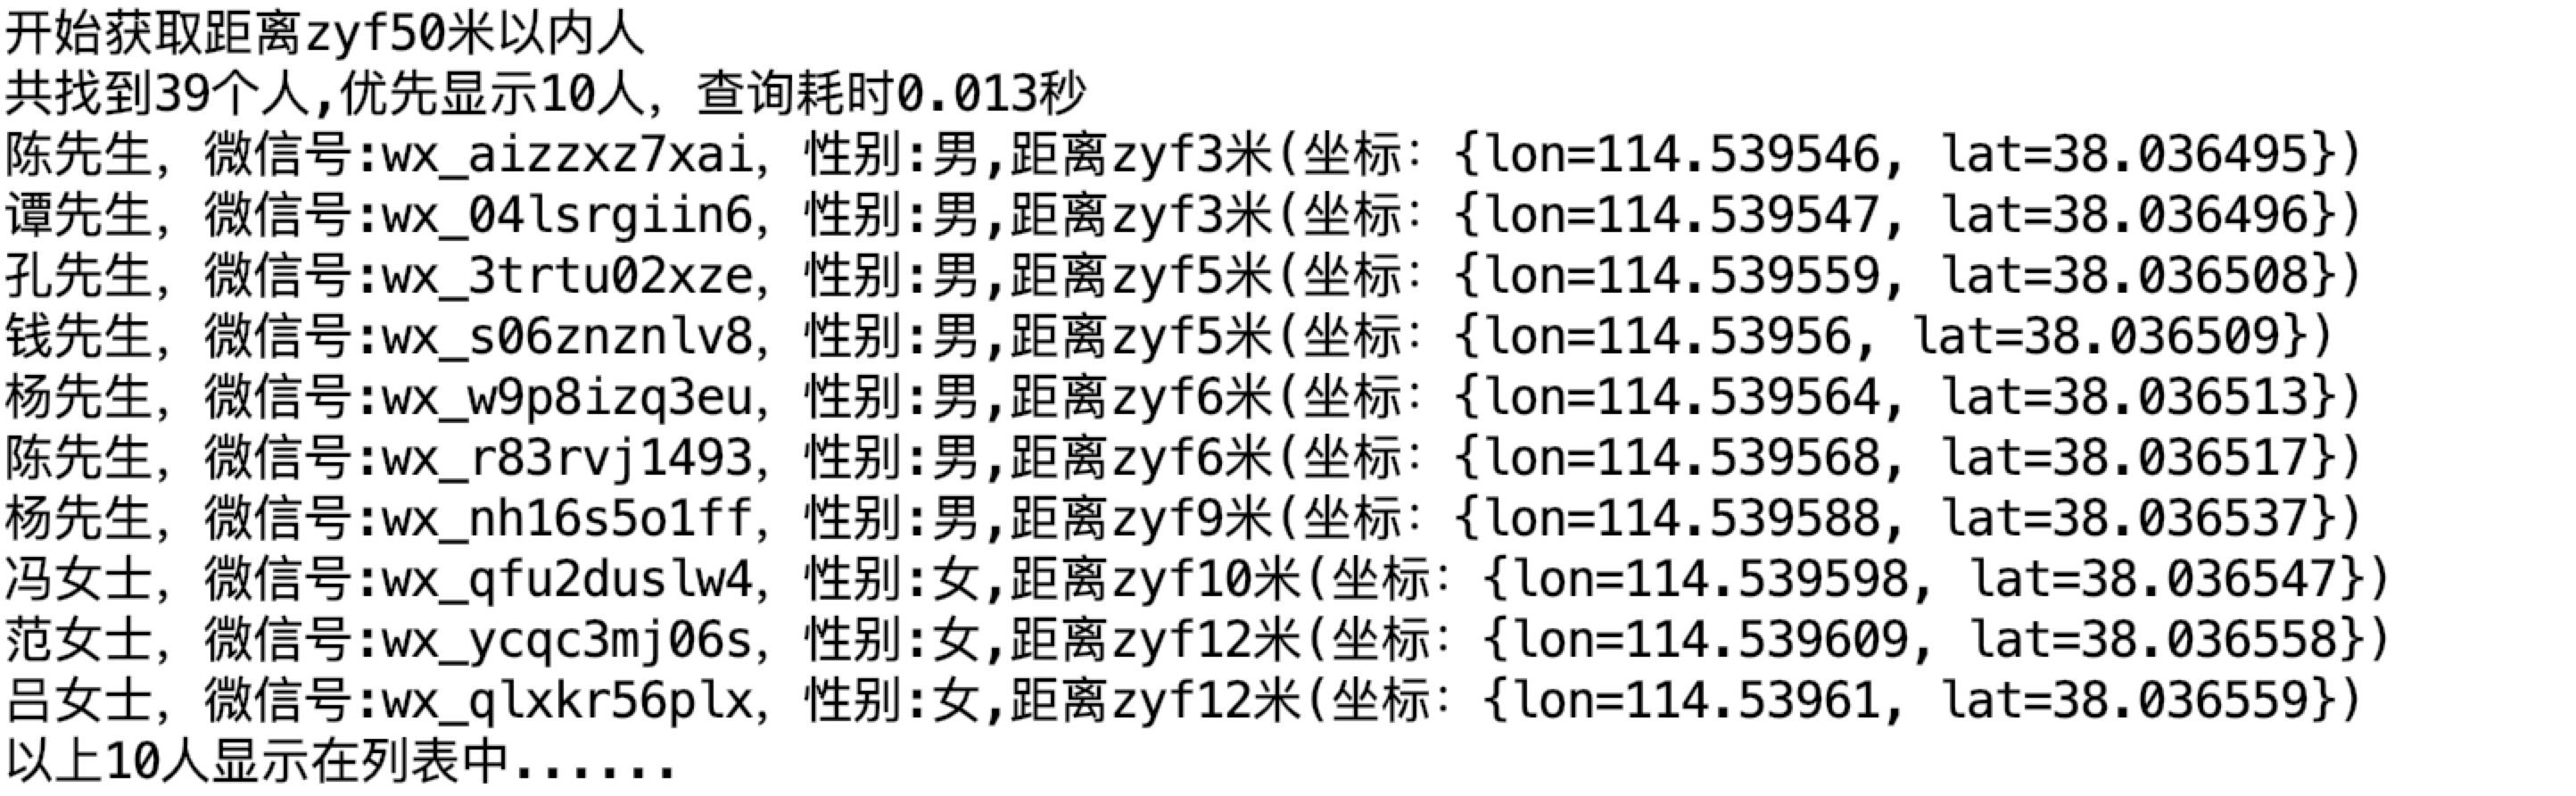 开始获取距离zyf50米以内人
共找到39个人,优先显示10人，查询耗时0.013秒
陈先生，微信号:wx_aizzxz7xai，性别:男,距离zyf3米(坐标：{lon=114.539546, lat=38.036495})
谭先生，微信号:wx_04lsrgiin6，性别:男,距离zyf3米(坐标：{lon=114.539547, lat=38.036496})
孔先生，微信号:wx_3trtu02xze，性别:男,距离zyf5米(坐标：{lon=114.539559, lat=38.036508})
钱先生，微信号:wx_s06znznlv8，性别:男,距离zyf5米(坐标：{lon=114.53956, lat=38.036509})
杨先生，微信号:wx_w9p8izq3eu，性别:男,距离zyf6米(坐标：{lon=114.539564, lat=38.036513})
陈先生，微信号:wx_r83rvj1493，性别:男,距离zyf6米(坐标：{lon=114.539568, lat=38.036517})
杨先生，微信号:wx_nh16s5o1ff，性别:男,距离zyf9米(坐标：{lon=114.539588, lat=38.036537})
冯女士，微信号:wx_qfu2duslw4，性别:女,距离zyf10米(坐标：{lon=114.539598, lat=38.036547})
范女士，微信号:wx_ycqc3mj06s，性别:女,距离zyf12米(坐标：{lon=114.539609, lat=38.036558})
吕女士，微信号:wx_qlxkr56plx，性别:女,距离zyf12米(坐标：{lon=114.53961, lat=38.036559})
以上10人显示在列表中......